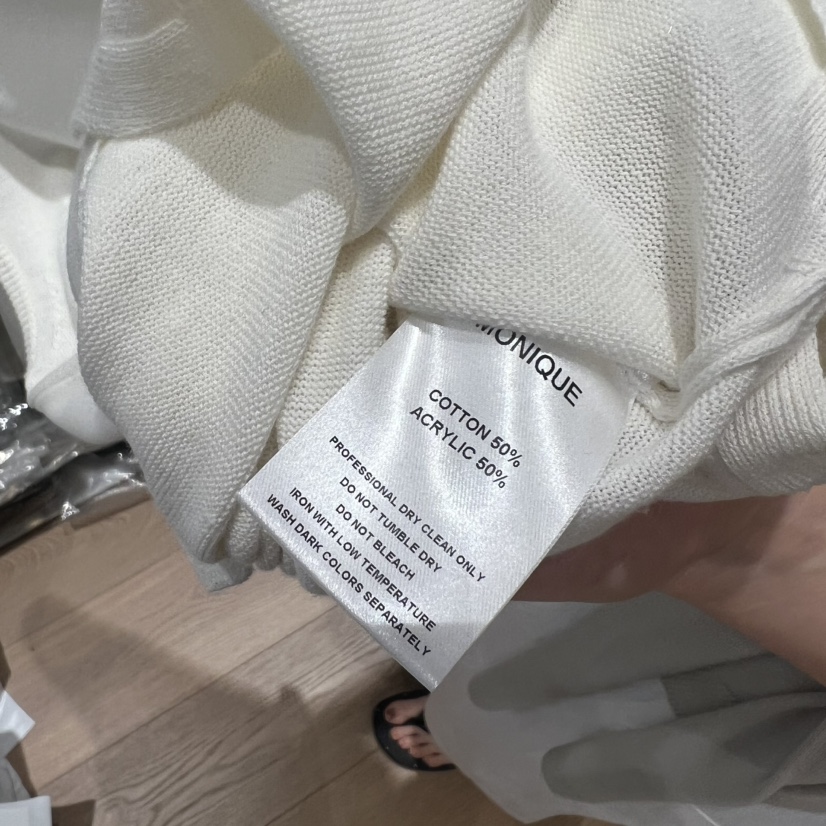 MONIQUE
COTTON 50%
ACRYLIC 50%
PROFESSIONAL DRY CLEAN ONLY
DO NOT TUMBLE DRY
DO NOT BLEACH
IRON WITH LOW TEMPERATURE
WASH DARK COLORS SEPARATELY